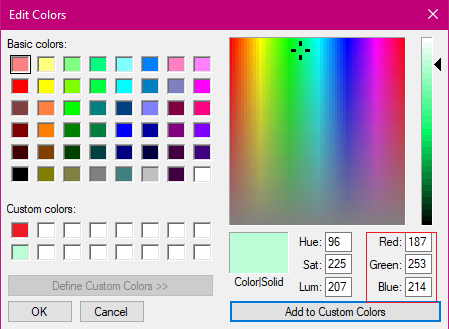 Edit Colors
Basic colors:
Custom colors:
Define Custom Colors >>
OK
Cancel
Color|Solid
Hue: 96
Sat: 225
Lum: 207
Red: 187
Green: 253
Blue: 214
Add to Custom Colors